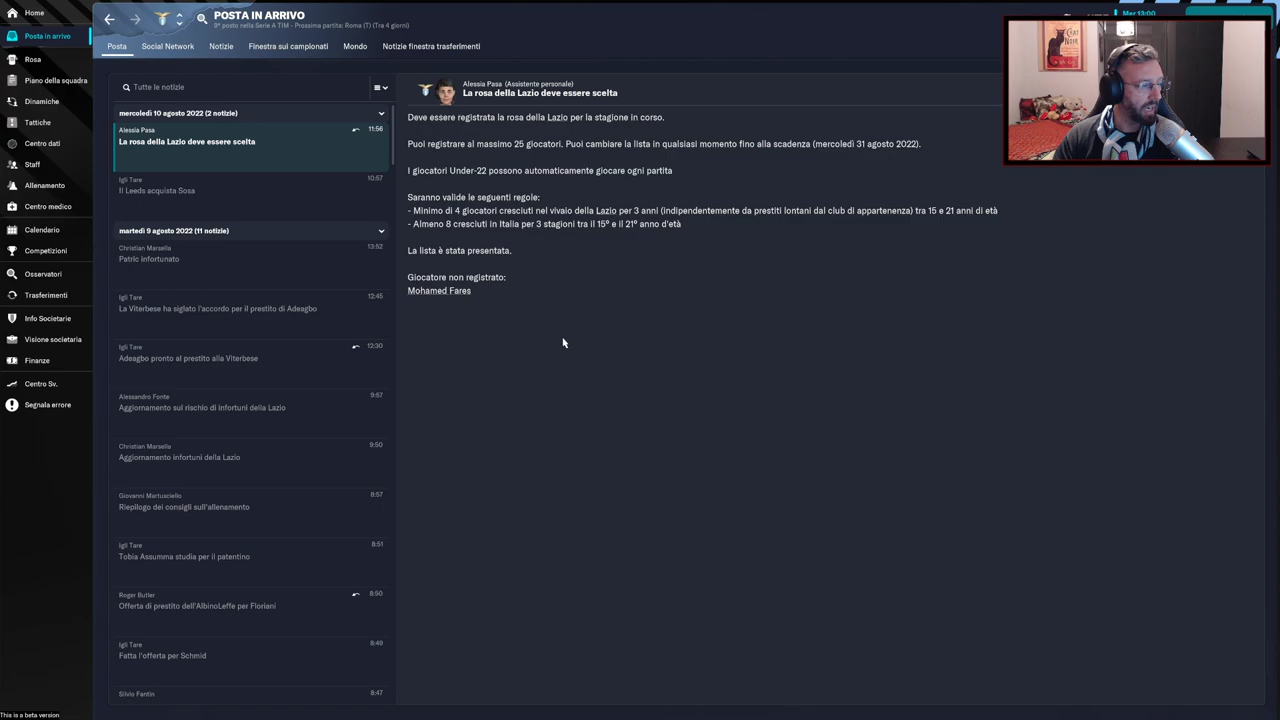 Home
Posta in arrivo
Rosa
Piano della squadra
Dinamiche
Tattiche
Centro dati
Staff
Allenamento
Centro medico
Calendario
Competizioni
Osservatori
Trasferimenti
Info Societarie
Visione societaria
Finanze
Centro Sv.
Segnala errore
This is a beta version
POSTA IN ARRIVO
9° posto nella Serie A TIM - Prossima partita: Roma (T) (Tra 4 giorni)
Mer 13:00
Posta
Social Network
Notizie
Finestra sui campionati
Mondo
Notizie finestra trasferimenti
Tutte le notizie
mercoledì 10 agosto 2022 (2 notizie)
Alessia Pasa 11:56
La rosa della Lazio deve essere scelta
Igli Tare 10:57
Il Leeds acquista Sosa
martedì 9 agosto 2022 (11 notizie)
Christian Marsella 13:52
Patric infortunato
Igli Tare 12:45
La Viterbese ha siglato l'accordo per il prestito di Adeagbo
Igli Tare 12:30
Adeagbo pronto al prestito alla Viterbese
Alessandro Fonte 9:57
Aggiornamento sul rischio di infortuni della Lazio
Christian Marsella 9:50
Aggiornamento infortuni della Lazio
Giovanni Martusciello 8:57
Riepilogo dei consigli sull'allenamento
Igli Tare 8:51
Tobia Assumma studia per il patentino
Roger Butler 8:50
Offerta di prestito dell'AlbinoLeffe per Floriani
Igli Tare 8:49
Fatta l'offerta per Schmid
Silvio Fantin 8:47
Alessia Pasa (Assistente personale)
La rosa della Lazio deve essere scelta
Deve essere registrata la rosa della Lazio per la stagione in corso.
Puoi registrare al massimo 25 giocatori. Puoi cambiare la lista in qualsiasi momento fino alla scadenza (mercoledì 31 agosto 2022).
I giocatori Under-22 possono automaticamente giocare ogni partita
Saranno valide le seguenti regole:
- Minimo di 4 giocatori cresciuti nel vivaio della Lazio per 3 anni (indipendentemente da prestiti lontani dal club di appartenenza) tra 15 e 21 anni di età
- Almeno 8 cresciuti in Italia per 3 stagioni tra il 15° e il 21° anno d'età
La lista è stata presentata.
Giocatore non registrato:
Mohamed Fares
CHAT NOIR